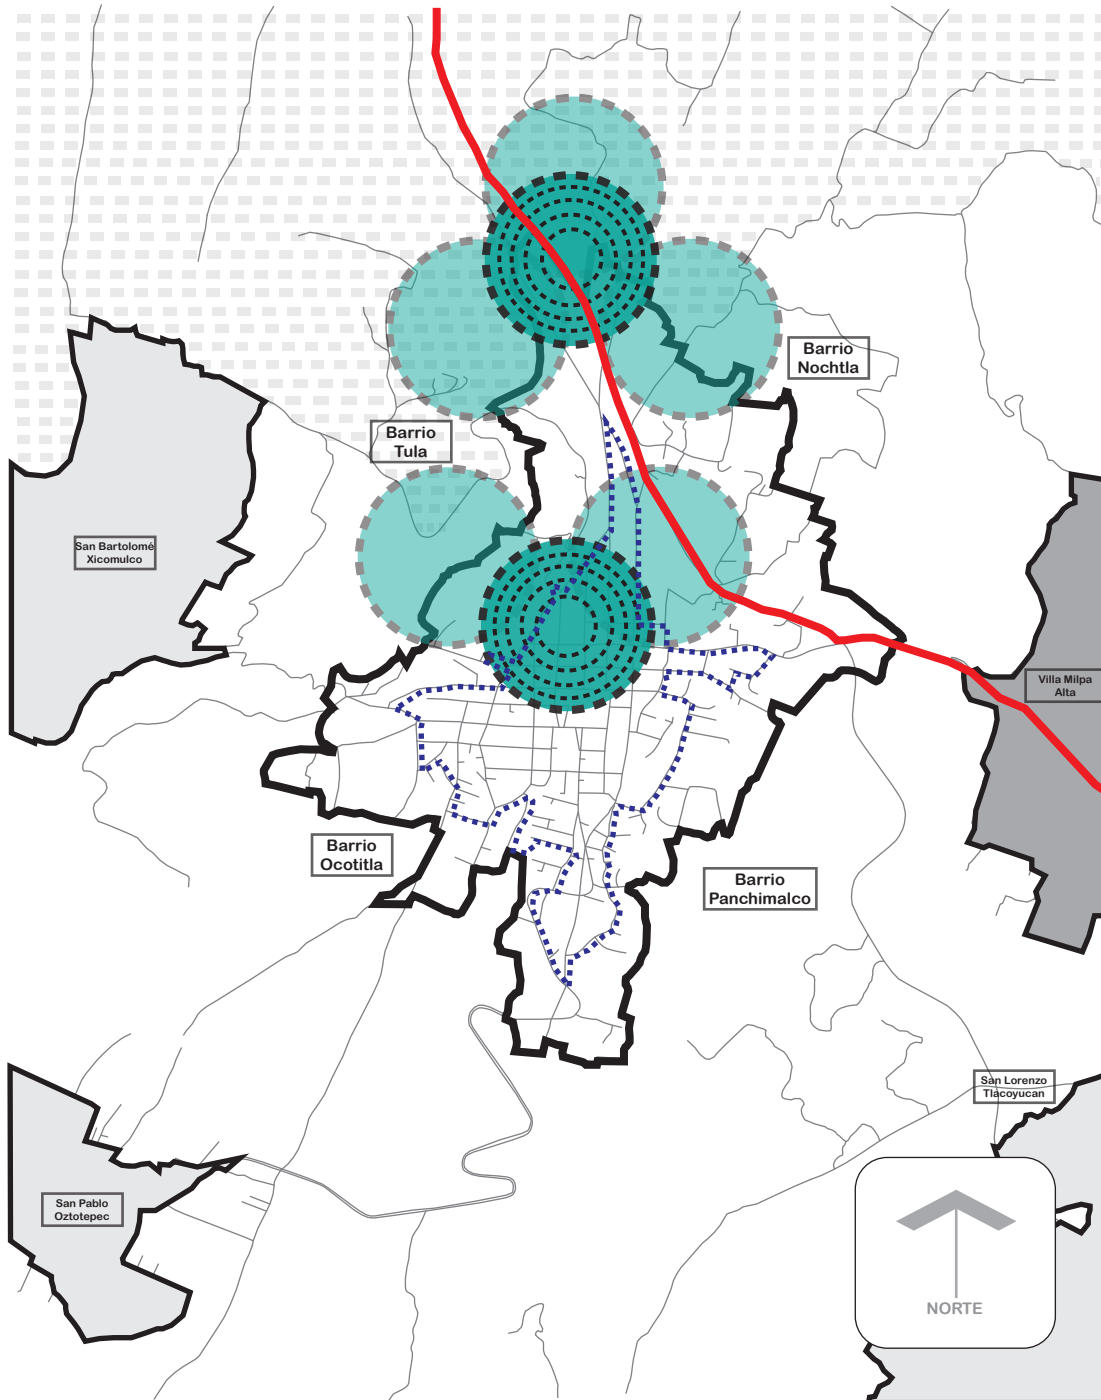 Barrio
Nochtla
Barrio
Tula
San Bartolomé
Xicomulco
Villa Milpa
Alta
Barrio
Ocotitla
Barrio
Panchimalco
San Lorenzo
Tlacoyucan
San Pablo
Oztotepec
NORTE